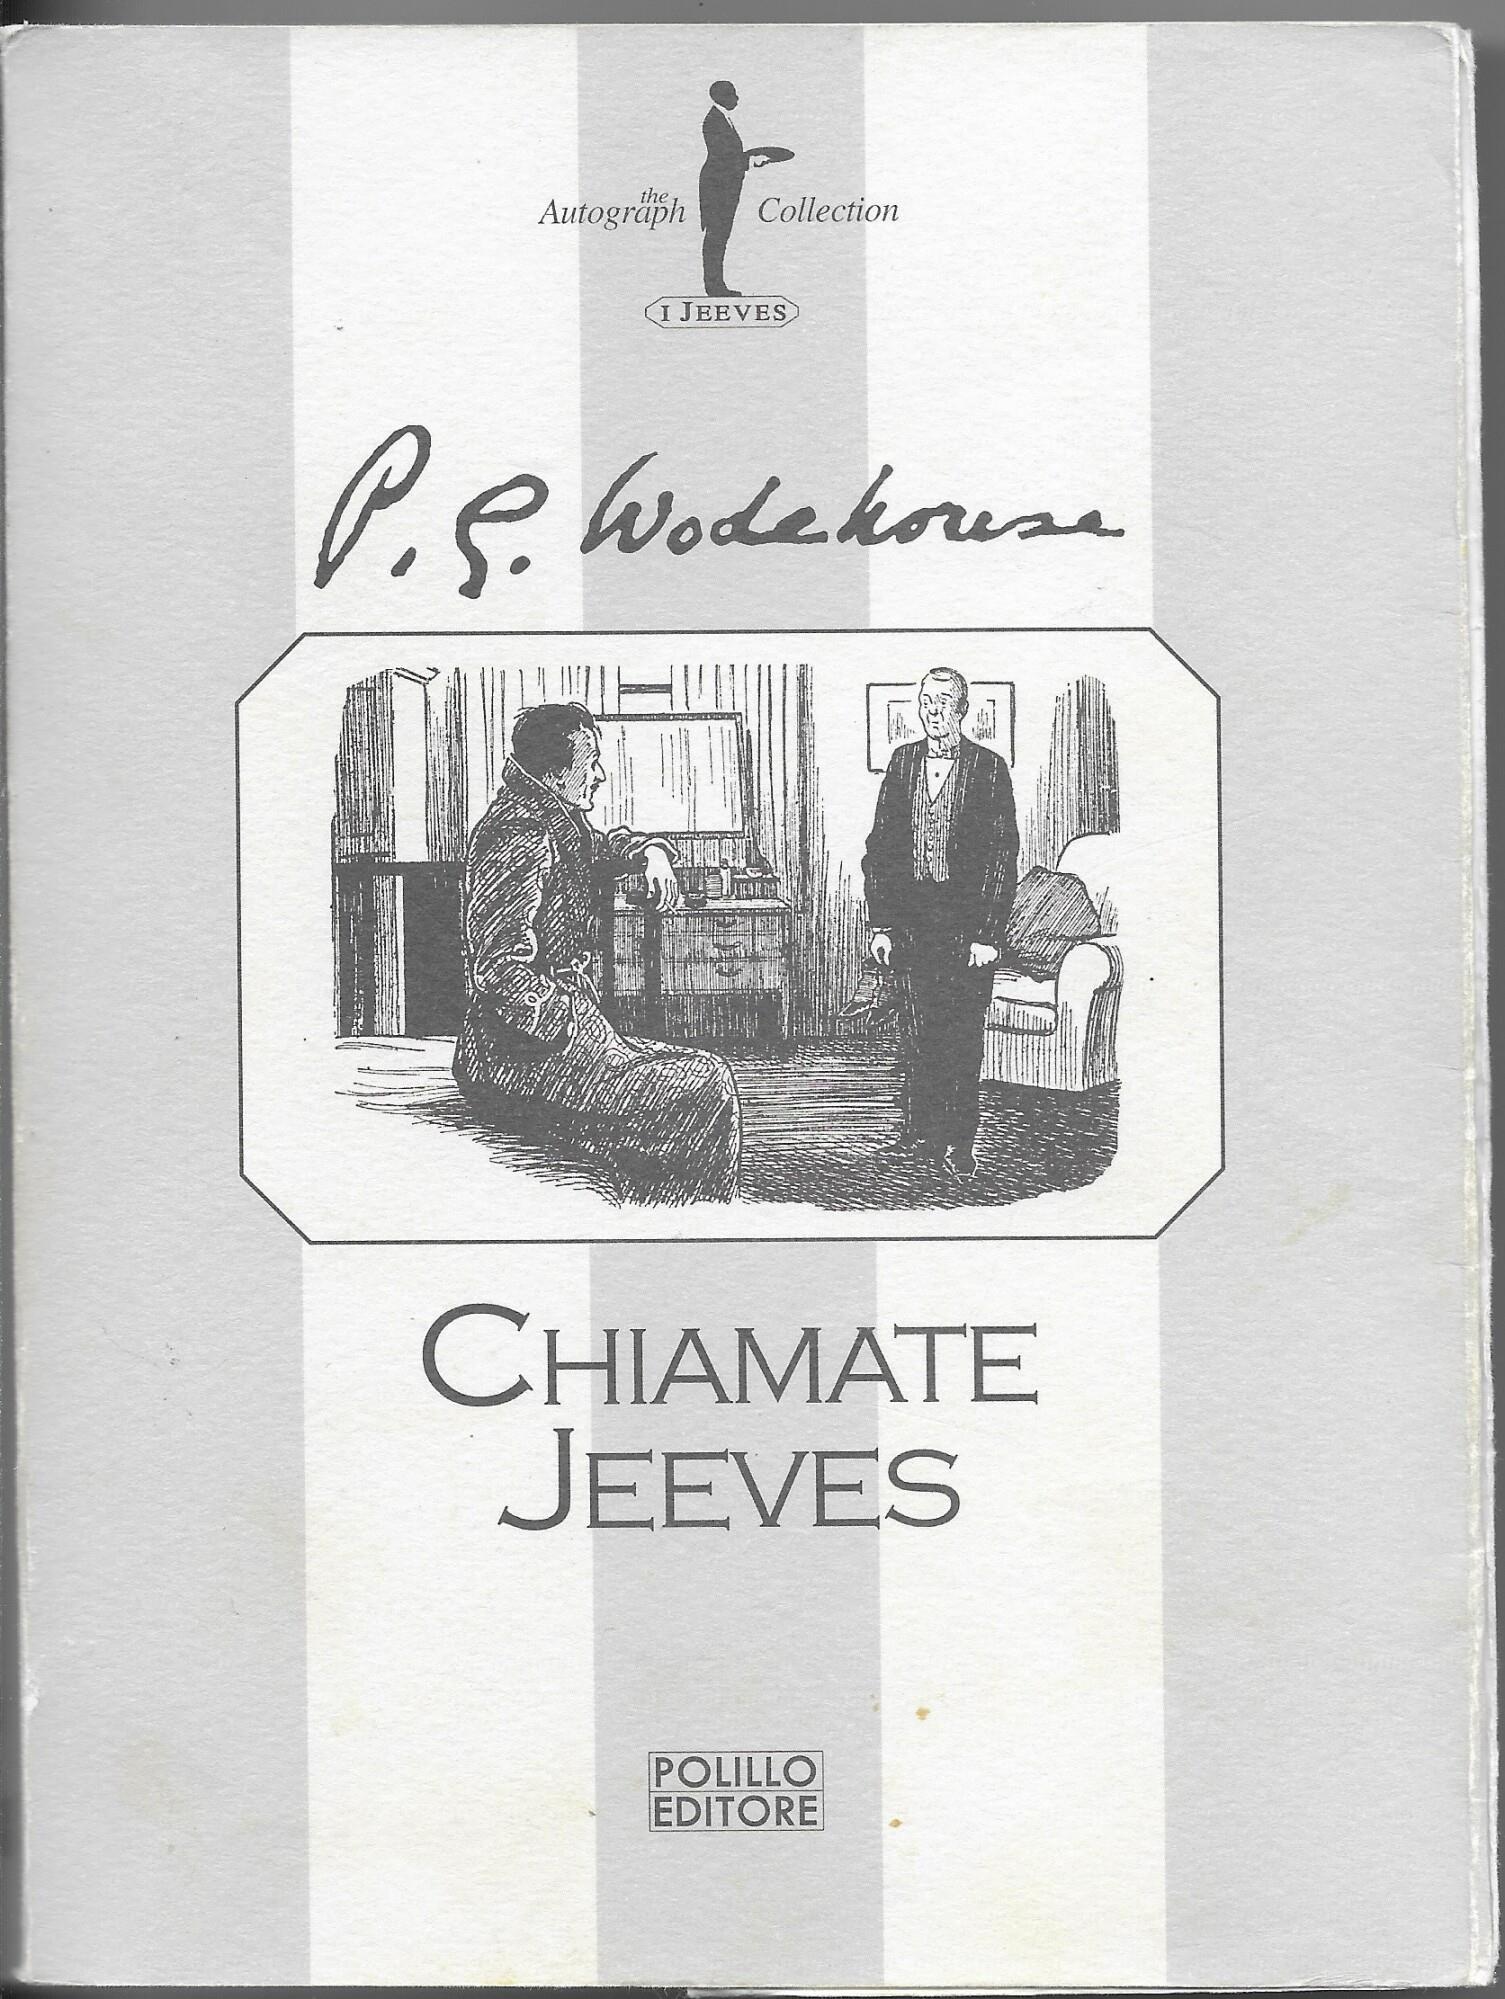 the
Autograph Collection
I JEEVES
P. G. Wodehouse
CHIAMATE
JEEVES
POLILLO
EDITORE